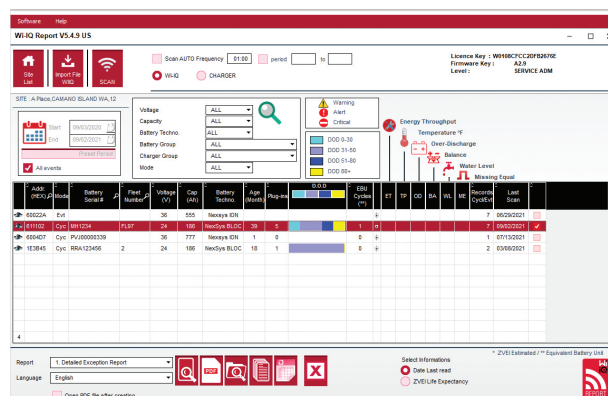 Software Help
Wi-IQ Report V5.4.9 US
Site List
Import File WIIQ
SCAN
Scan AUTO Frequency 01:00 period to
WI-IQ CHARGER
Licence Key : W0108CFCC20FB2676E
Firmware Key : A2.9
Level : SERVICE ADM
SITE : A Place,CAMANO ISLAND WA,12
Start 09/03/2020
End 09/02/2021
Preset Period
All events
Voltage ALL
Capacity ALL
Battery Techno. ALL
Battery Group
Charger Group
Mode ALL
Warning
Alert
Critical
DOD 0-30
DOD 31-50
DOD 51-80
DOD 80+
Energy Throughput
Temperature °F
Over-Discharge
Balance
Water Level
Missing Equal
Addr. (HEX) Mode Battery Serial # Fleet Number Voltage (V) Cap (Ah) Battery Techno. Age (Month) Plug-ins D.O.D EBU Cycles (**) ET TP OD BA WL ME Records Cycl/Evt Last Scan
60022A Evt 36 555 Nexsys ION 7 06/29/2021
611102 Cyc MH1234 FL97 24 186 NexSys BLOC 39 5 1 7 09/02/2021
6004D7 Cyc PVJ00000339 36 777 Nexsys ION 1 0 0 1 07/13/2021
1E3B45 Cyc RRA123456 2 24 186 NexSys BLOC 18 1 0 2 03/08/2021
4
* ZVEI Estimated / ** Equivalent Battery Unit
Report 1. Detailed Exception Report
Language English
Open PDF file after creating
PDF
Select Informations
Date Last read
ZVEI Life Expectancy
REPORT